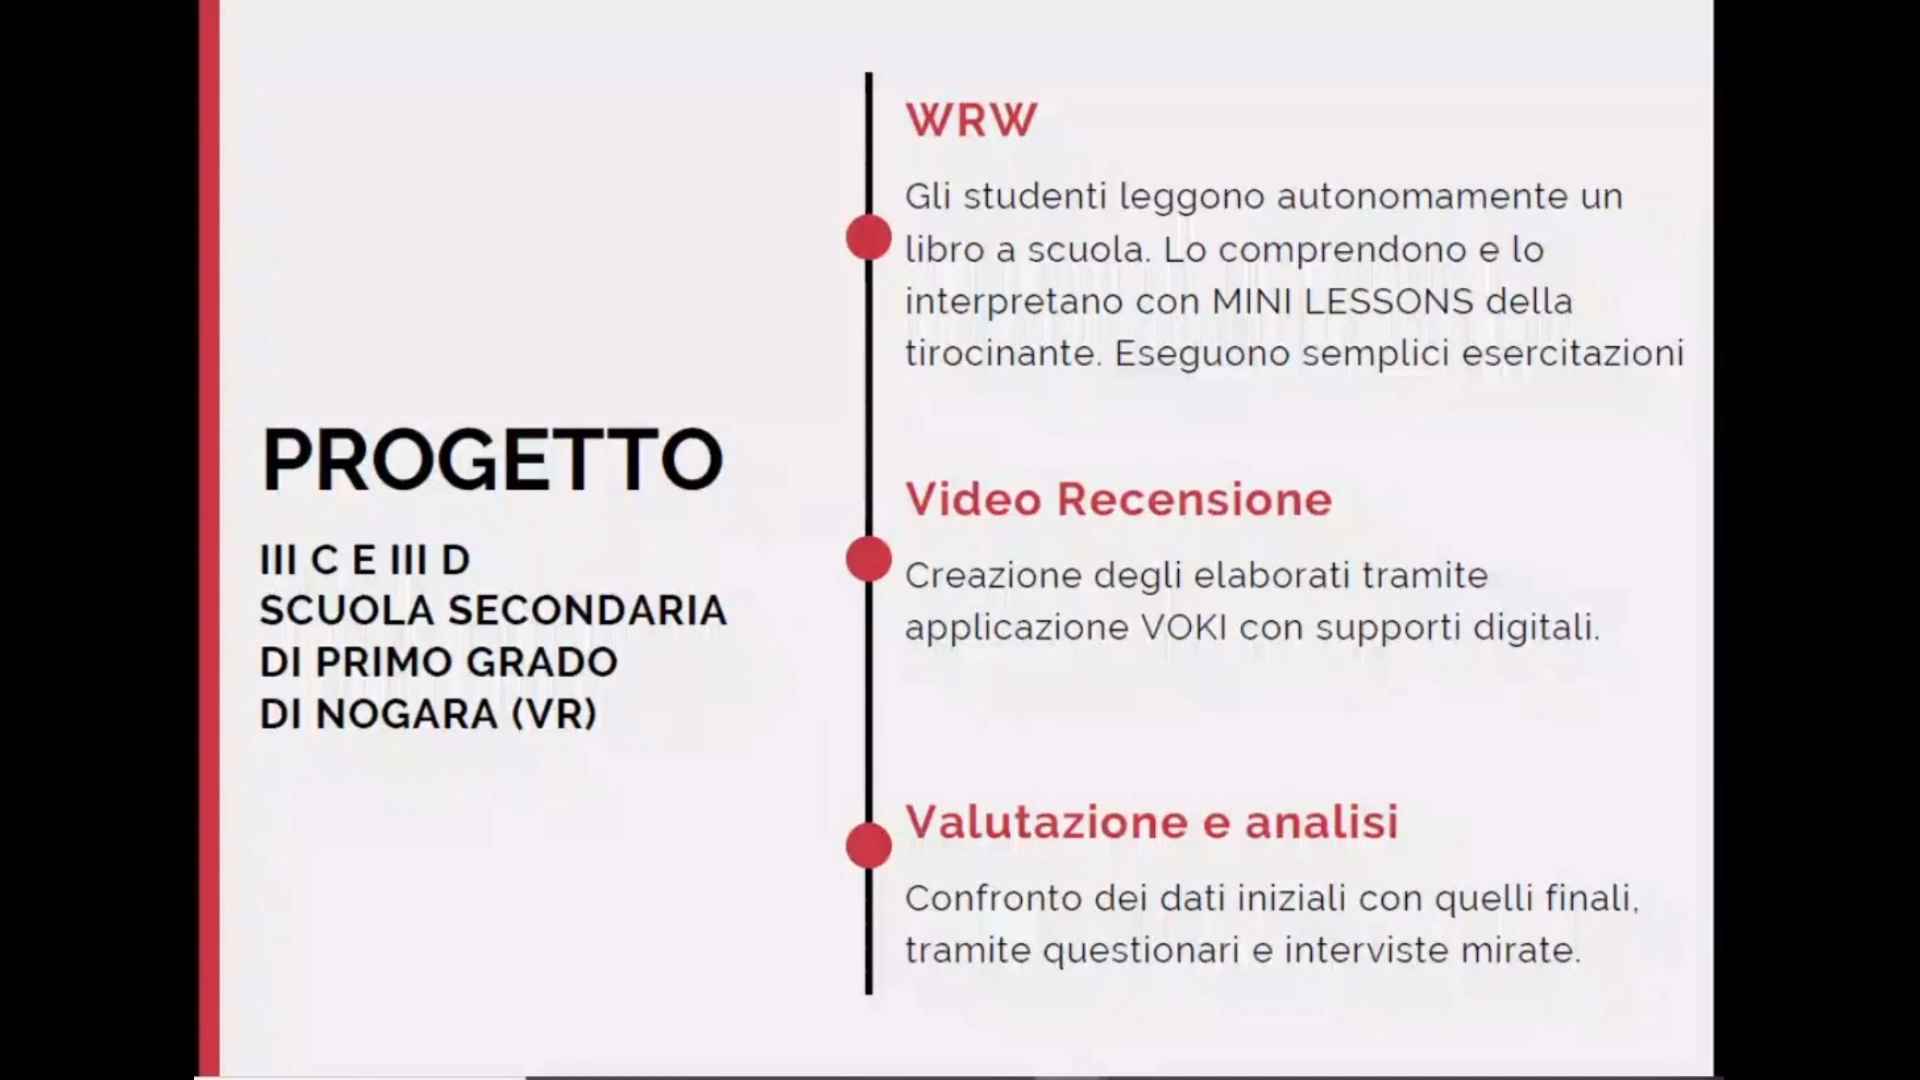 PROGETTO
III C E III D
SCUOLA SECONDARIA
DI PRIMO GRADO
DI NOGARA (VR)
WRW
Gli studenti leggono autonomamente un
libro a scuola. Lo comprendono e lo
interpretano con MINI LESSONS della
tirocinante. Eseguono semplici esercitazioni
Video Recensione
Creazione degli elaborati tramite
applicazione VOKI con supporti digitali.
Valutazione e analisi
Confronto dei dati iniziali con quelli finali,
tramite questionari e interviste mirate.